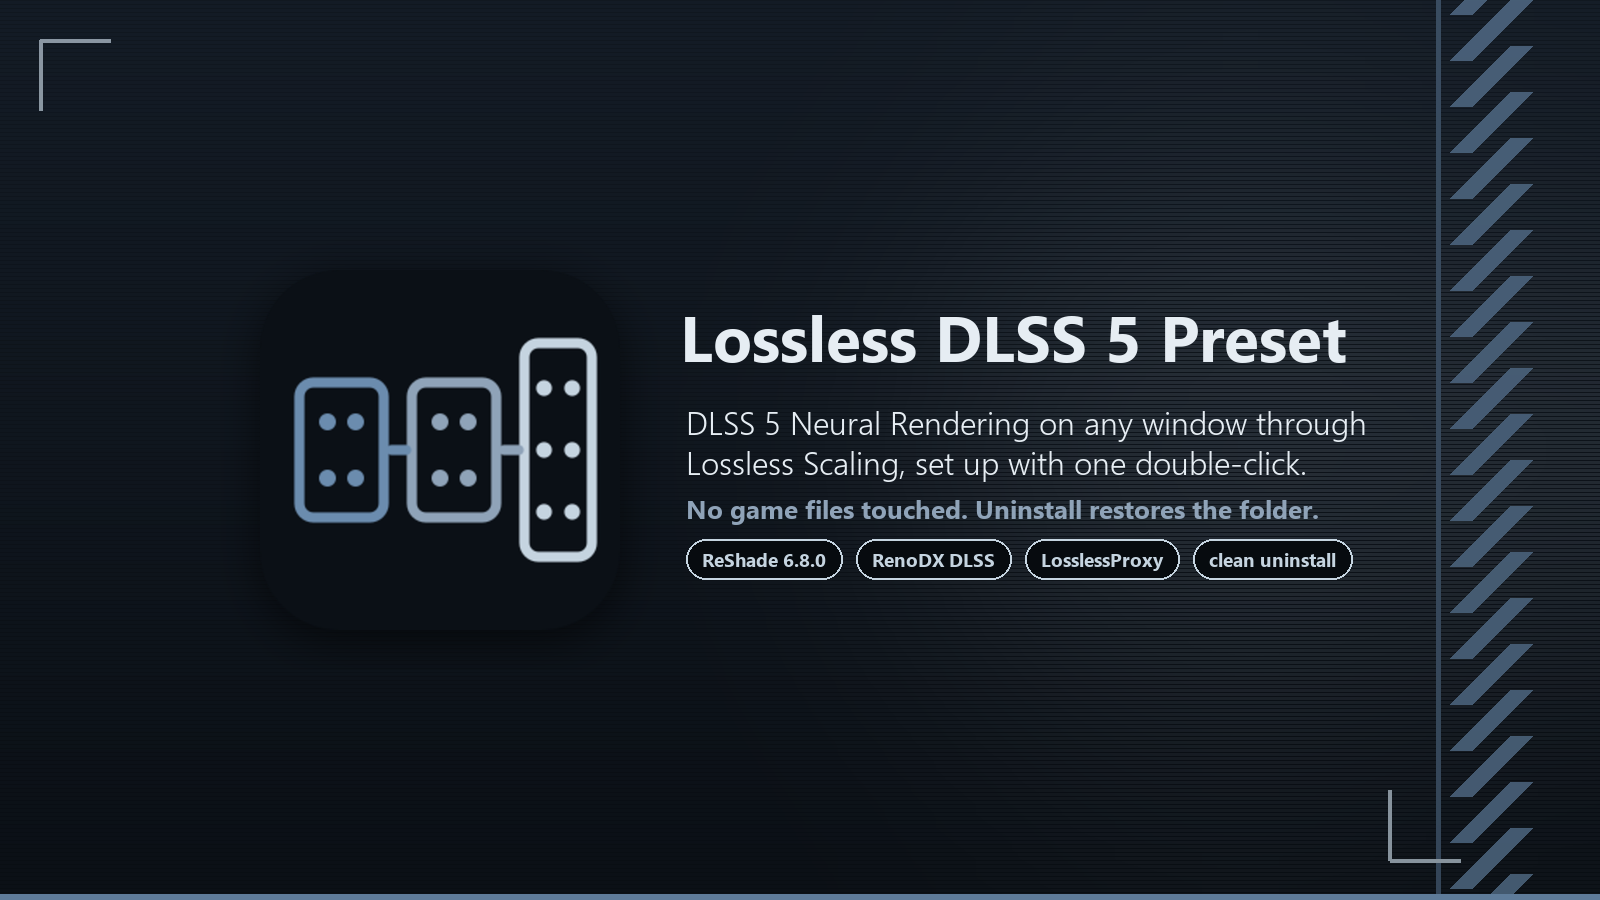 Lossless DLSS 5 Preset
DLSS 5 Neural Rendering on any window through
Lossless Scaling, set up with one double-click.
No game files touched. Uninstall restores the folder.
ReShade 6.8.0 RenoDX DLSS LosslessProxy clean uninstall